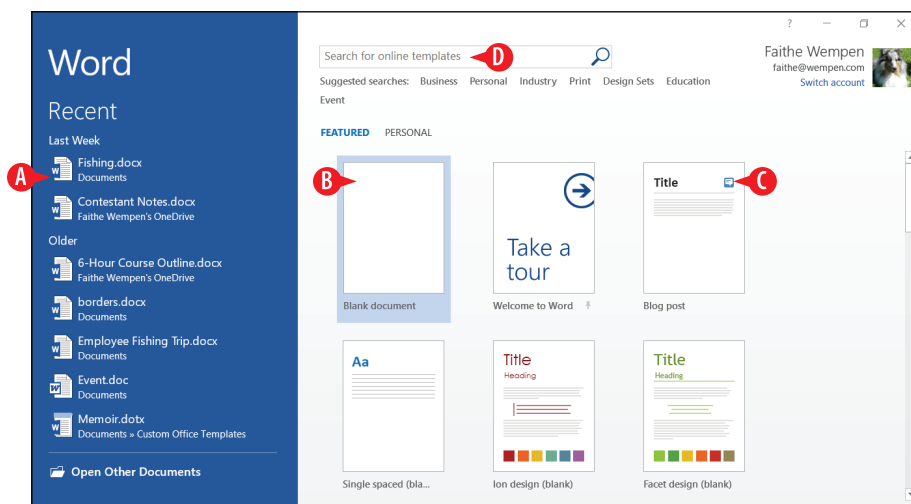 ?
Word
Search for online templates
D
Faithe Wempen
faithe@wempen.com
Switch account
Suggested searches: Business Personal Industry Print Design Sets Education
Event
Recent
Last Week
FEATURED PERSONAL
A
Fishing.docx
Documents
Contestant Notes.docx
Faithe Wempen's OneDrive
Older
6-Hour Course Outline.docx
Faithe Wempen's OneDrive
borders.docx
Documents
Employee Fishing Trip.docx
Documents
Event.doc
Documents
Memoir.dotx
Documents » Custom Office Templates
Open Other Documents
B
Blank document
Take a
tour
Welcome to Word
Title
C
Blog post
Aa
Single spaced (bla...
Title
Heading
Ion design (blank)
Title
Heading
Facet design (blank)